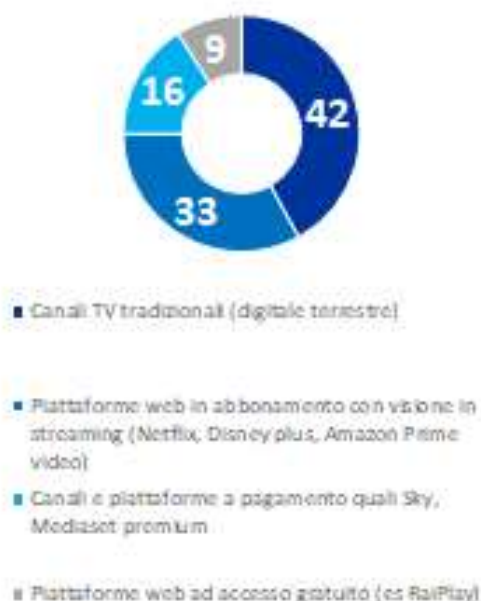 9
16
42
33
Canali TV tradizionali (digitale terrestre)
Piattaforme web in abbonamento con visione in
streaming (Netflix, Disney plus, Amazon Prime
video)
Canali e piattaforme a pagamento quali Sky,
Mediaset premium
Piattaforme web ad accesso gratuito (es RaiPlay)